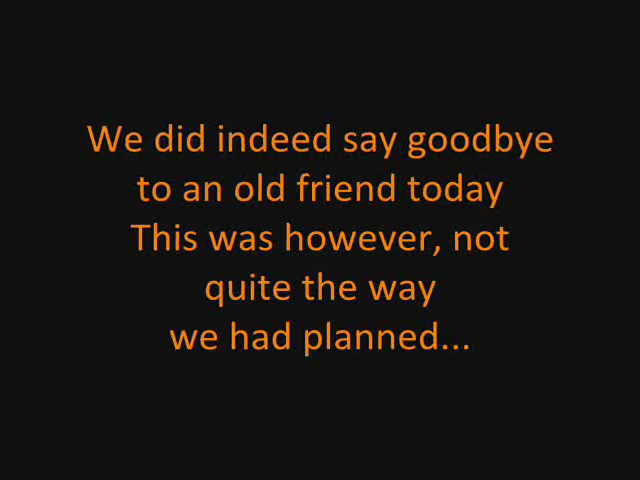 We did indeed say goodbye
to an old friend today
This was however, not
quite the way
we had planned...